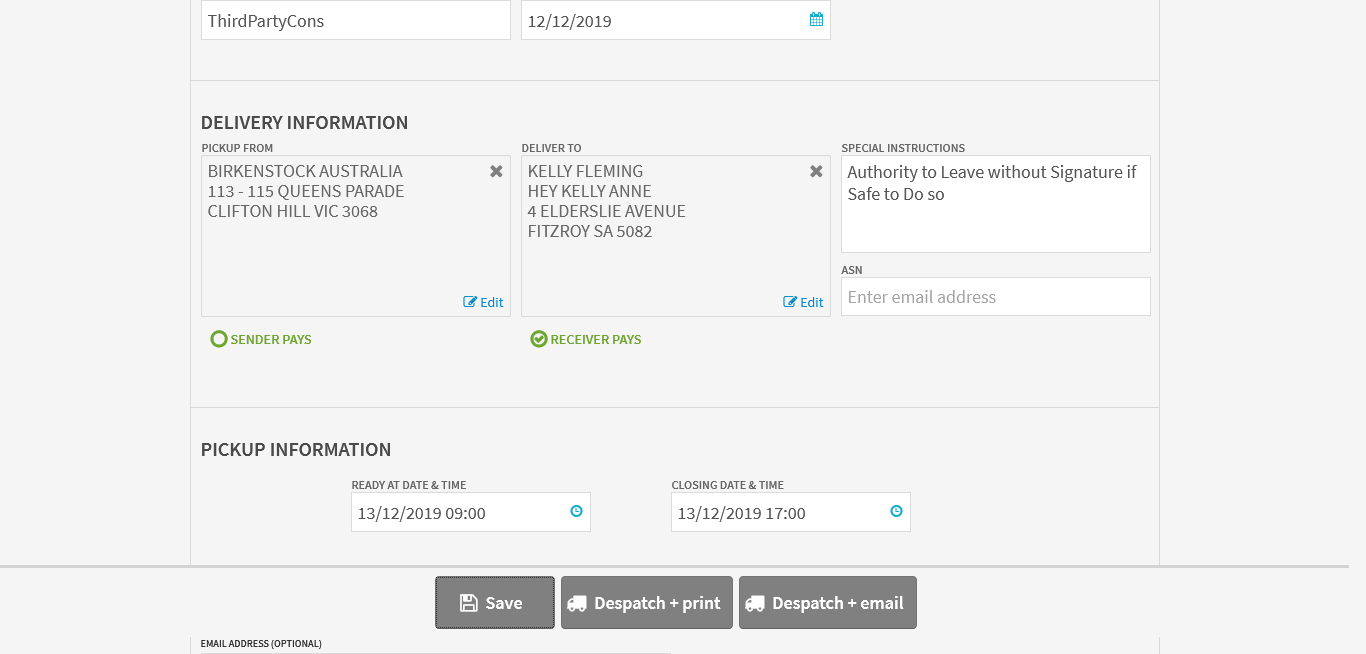 ThirdPartyCons
12/12/2019
DELIVERY INFORMATION
PICKUP FROM
BIRKENSTOCK AUSTRALIA
113 - 115 QUEENS PARADE
CLIFTON HILL VIC 3068
Edit
SENDER PAYS
DELIVER TO
KELLY FLEMING
HEY KELLY ANNE
4 ELDERSLIE AVENUE
FITZROY SA 5082
Edit
RECEIVER PAYS
SPECIAL INSTRUCTIONS
Authority to Leave without Signature if
Safe to Do so
ASN
Enter email address
PICKUP INFORMATION
READY AT DATE & TIME
13/12/2019 09:00
CLOSING DATE & TIME
13/12/2019 17:00
Save
Despatch + print
Despatch + email
EMAIL ADDRESS (OPTIONAL)